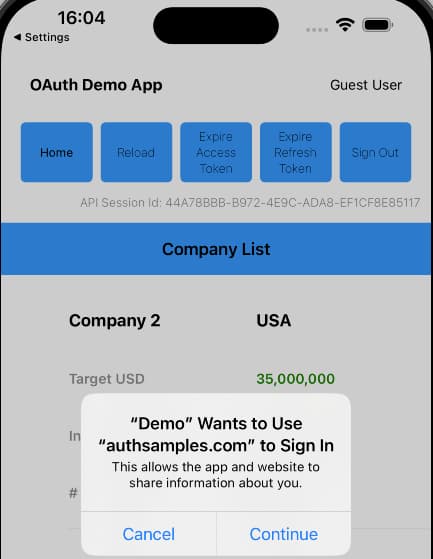 16:04
◀ Settings
OAuth Demo App
Guest User
Home
Reload
Expire
Access
Token
Expire
Refresh
Token
Sign Out
API Session Id: 44A78BBB-B972-4E9C-ADA8-EF1CF8E85117
Company List
Company 2
USA
Target USD
35,000,000
In
#
“Demo” Wants to Use
“authsamples.com” to Sign In
This allows the app and website to
share information about you.
Cancel
Continue